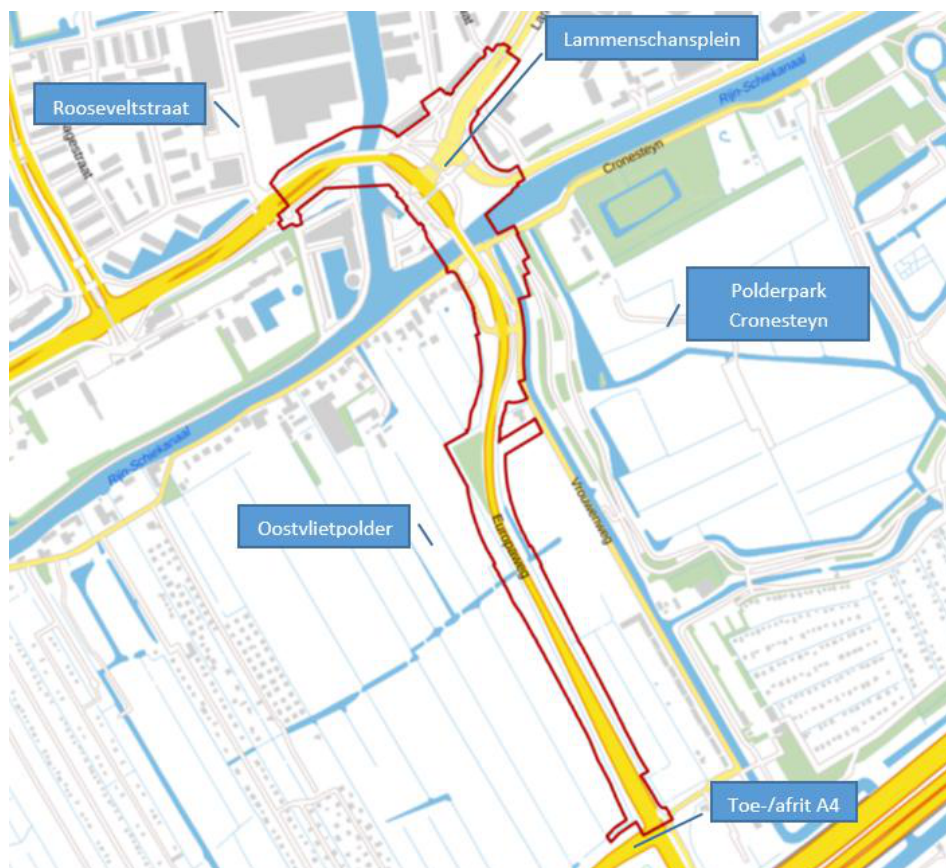 Lammenschansplein
Rooseveltstraat
Rijn-Schiekanaal
Cronesteyn
Polderpark
Cronesteyn
Rijn-Schiekanaal
Oostvlietpolder
Europaweg
Vrouwenweg
Toe-/afrit A4